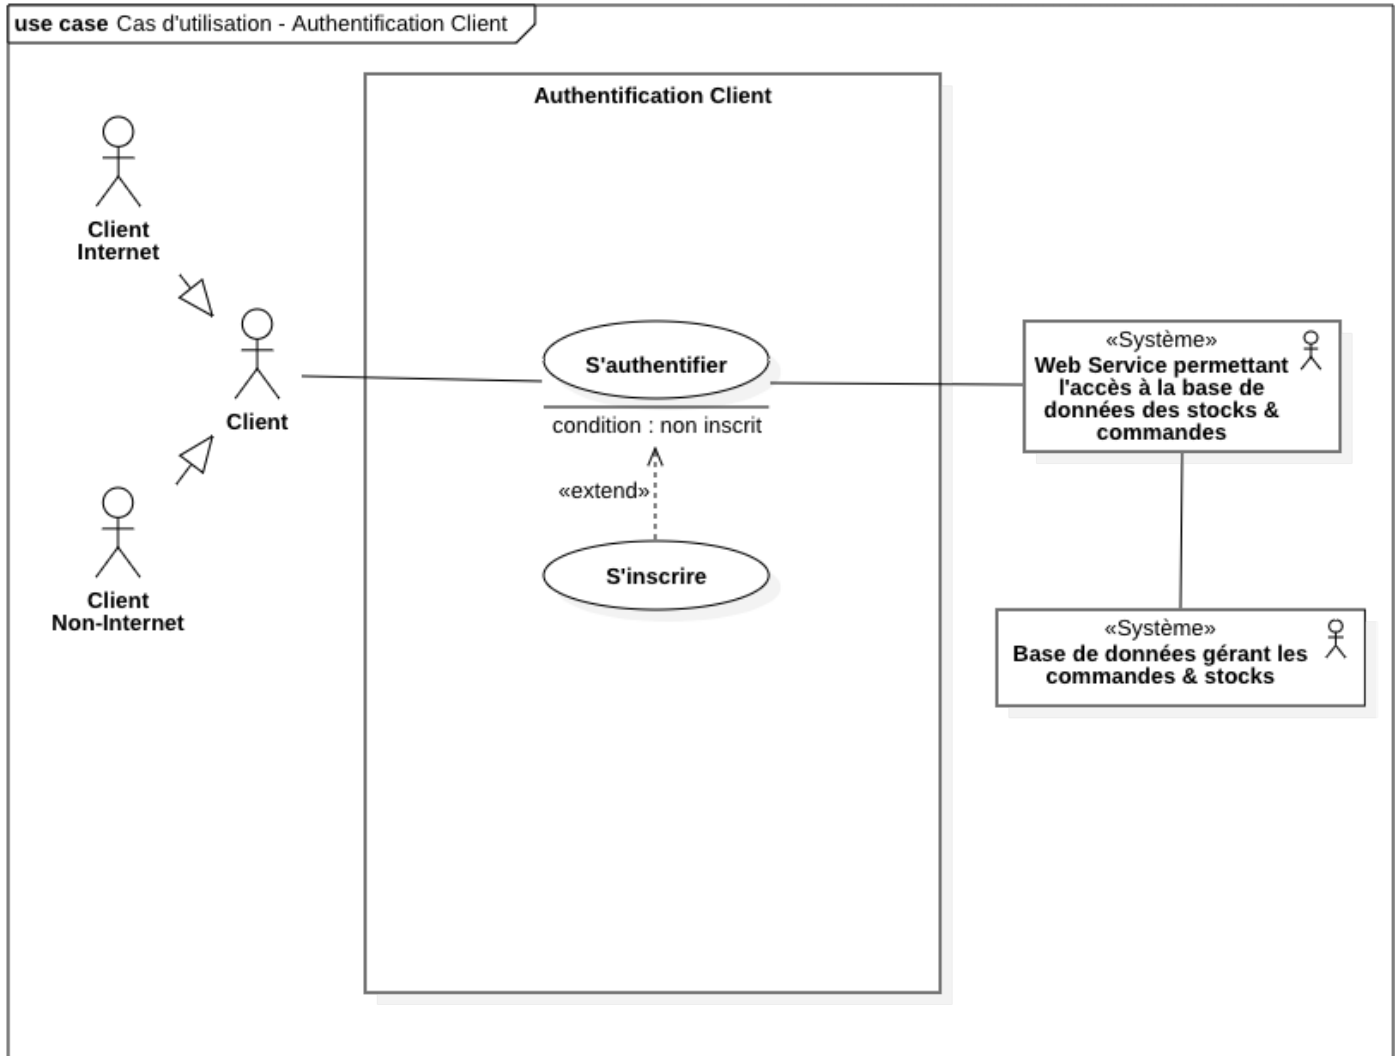 use case Cas d'utilisation - Authentification Client
Authentification Client
Client
Internet
Client
Client
Non-Internet
S'authentifier
condition : non inscrit
«extend»
S'inscrire
«Système»
Web Service permettant
l'accès à la base de
données des stocks &
commandes
«Système»
Base de données gérant les
commandes & stocks